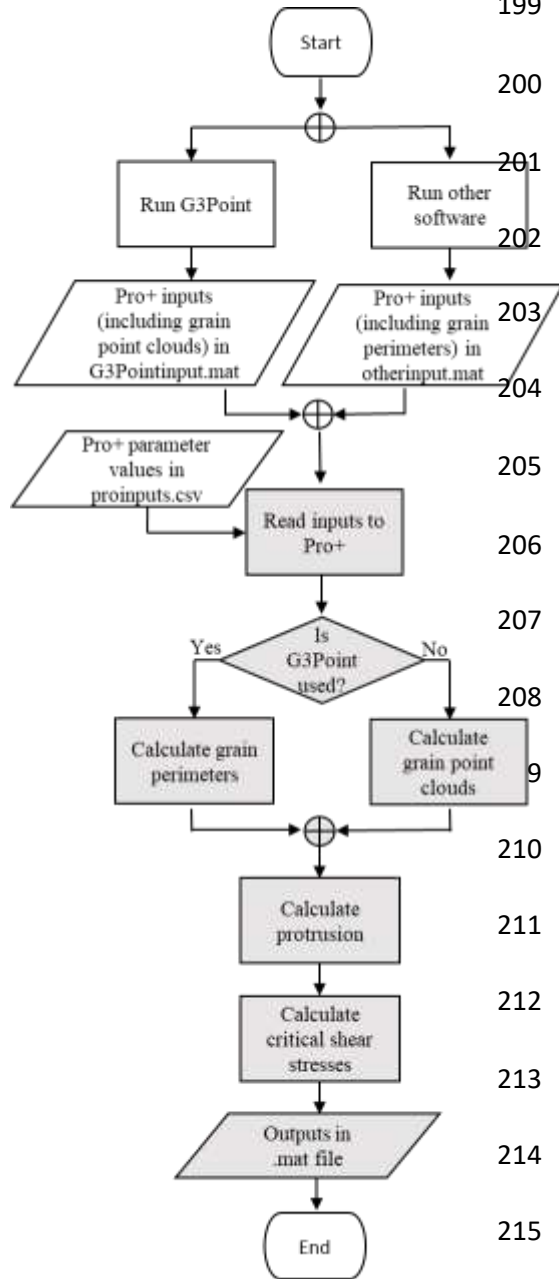 199
Start
200
201
Run G3Point
Run other
software
202
Pro+ inputs
(including grain
point clouds) in
G3Pointinput.mat
Pro+ inputs
(including grain
perimeters) in
otherinput.mat
203
204
Pro+ parameter
values in
proinputs.csv
205
Read inputs to
Pro+
206
207
Yes
Is
G3Point
used?
No
208
Calculate grain
perimeters
Calculate
grain point
clouds
9
210
Calculate
protrusion
211
Calculate
critical shear
stresses
212
213
Outputs in
.mat file
214
End
215